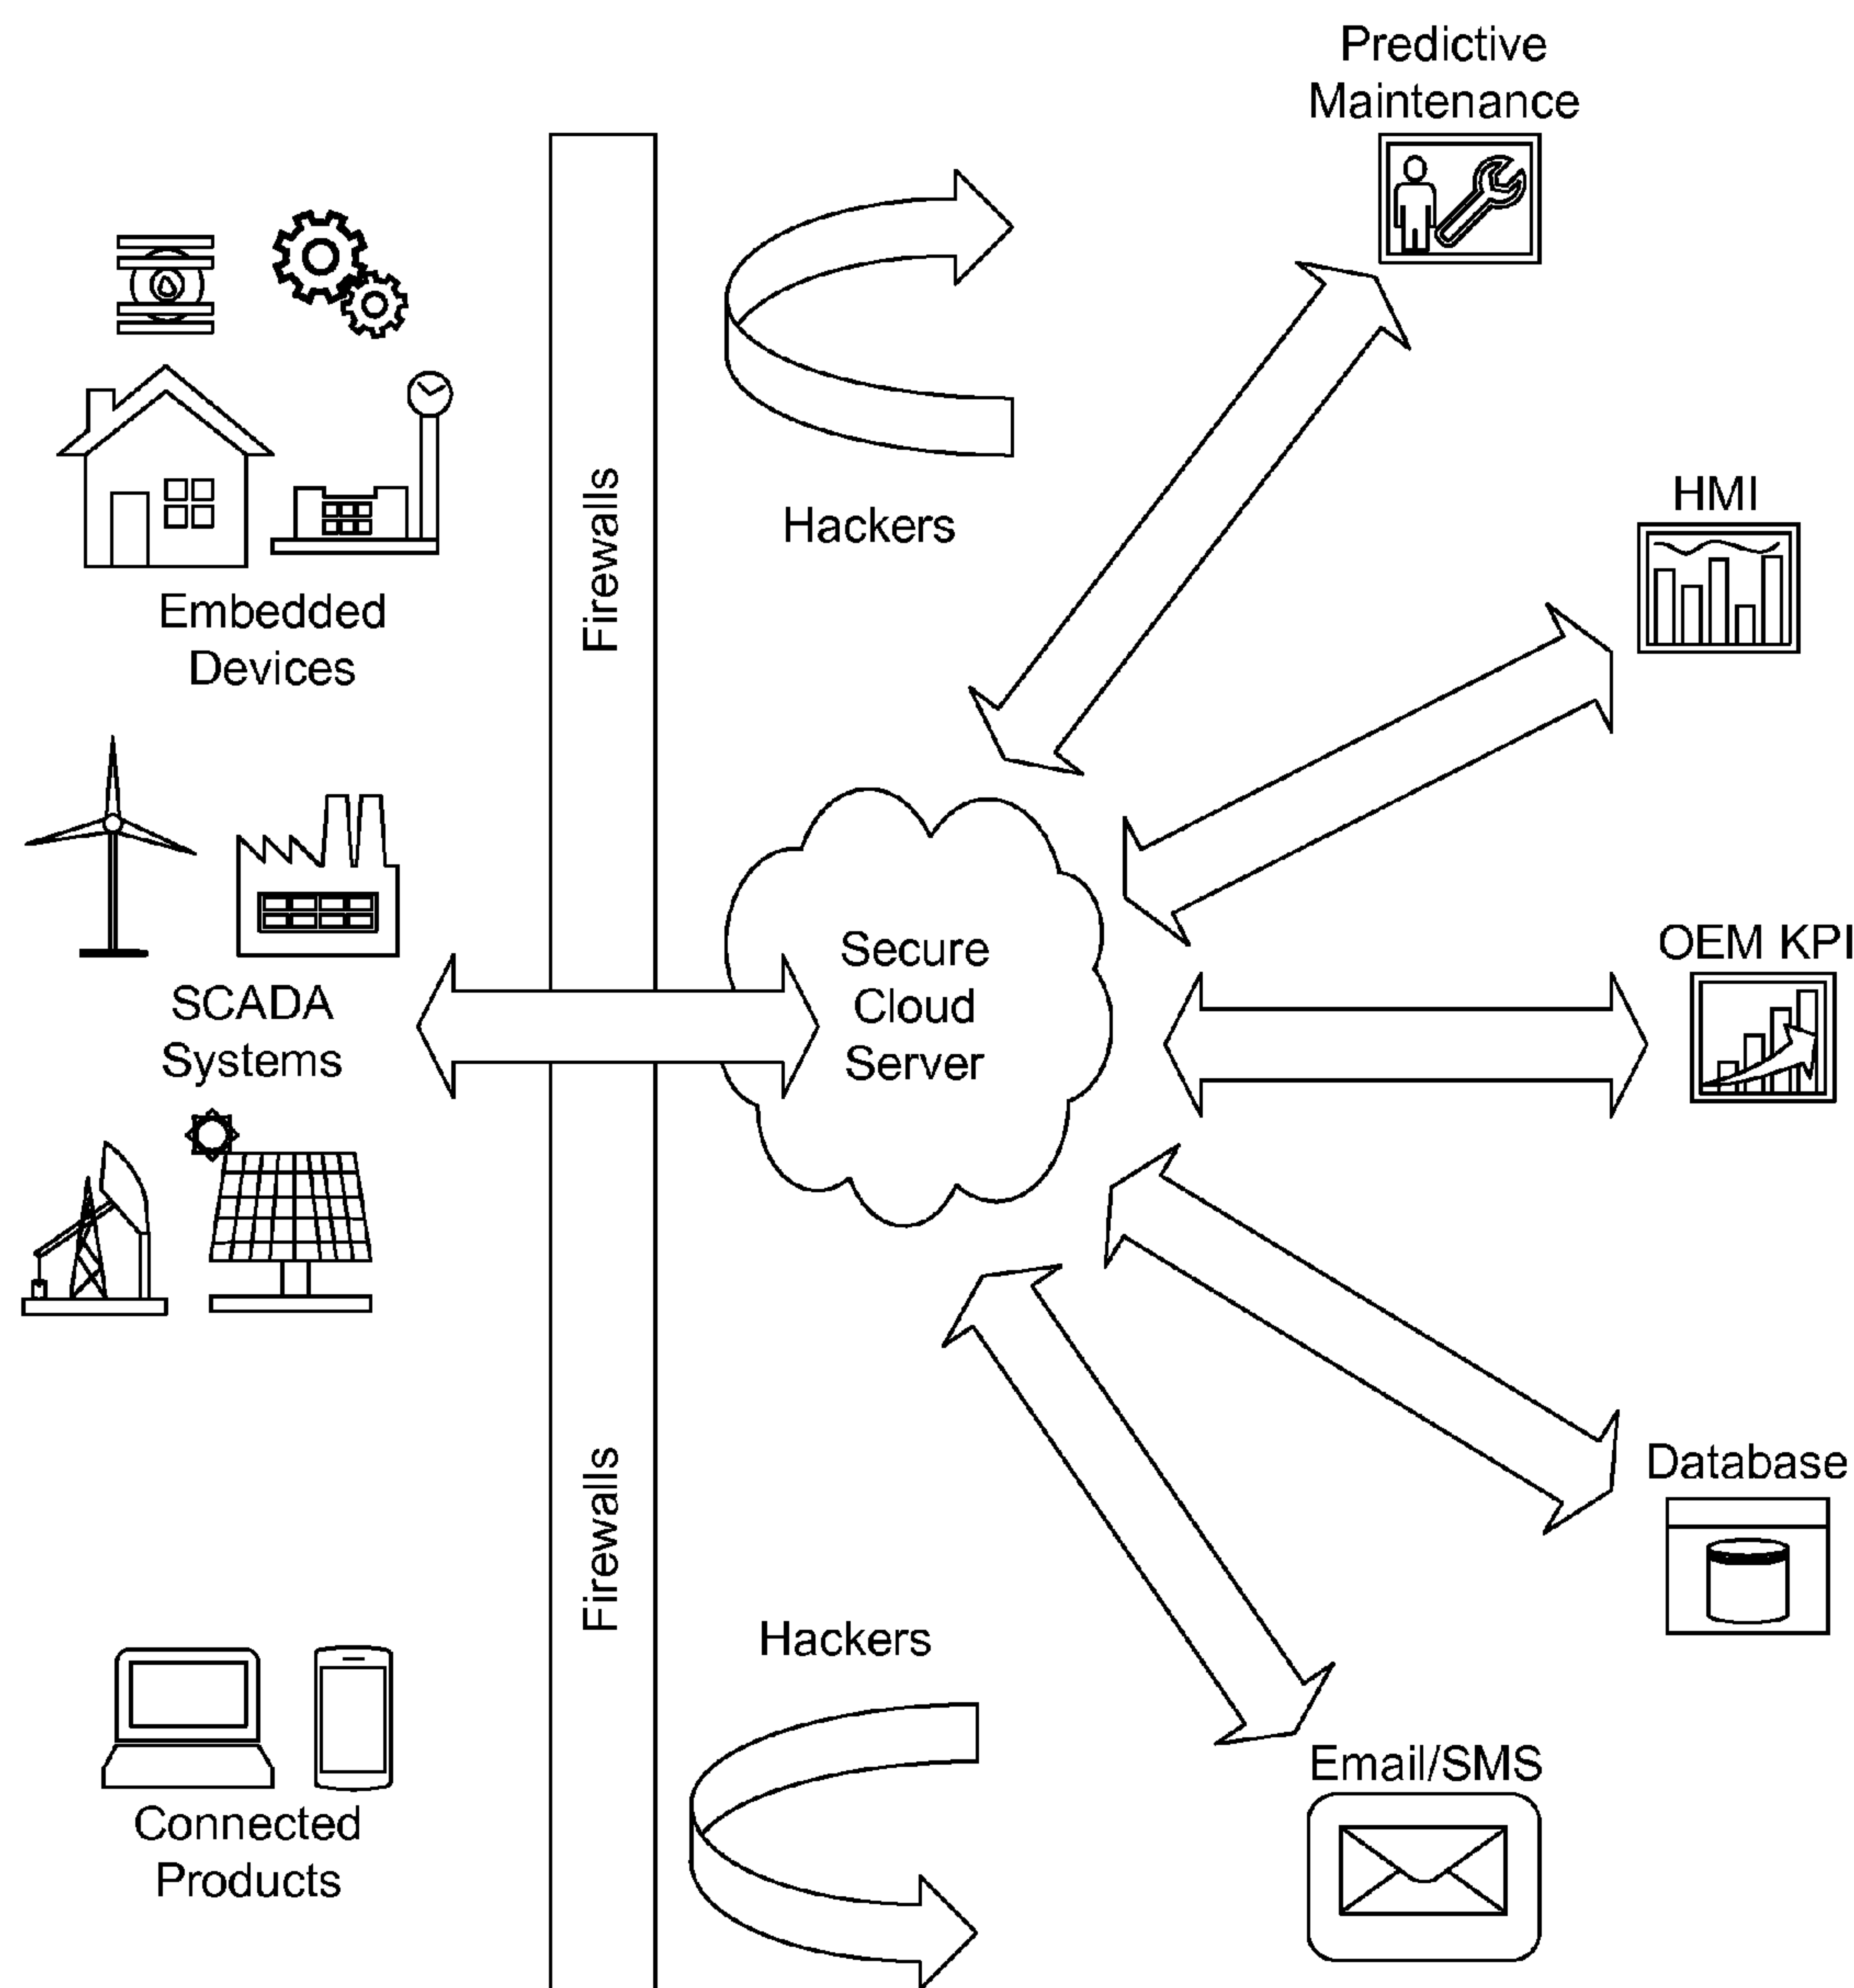 Predictive
Maintenance
Firewalls
Hackers
HMI
Embedded
Devices
Secure
Cloud
Server
OEM KPI
SCADA
Systems
Database
Firewalls
Hackers
Email/SMS
Connected
Products